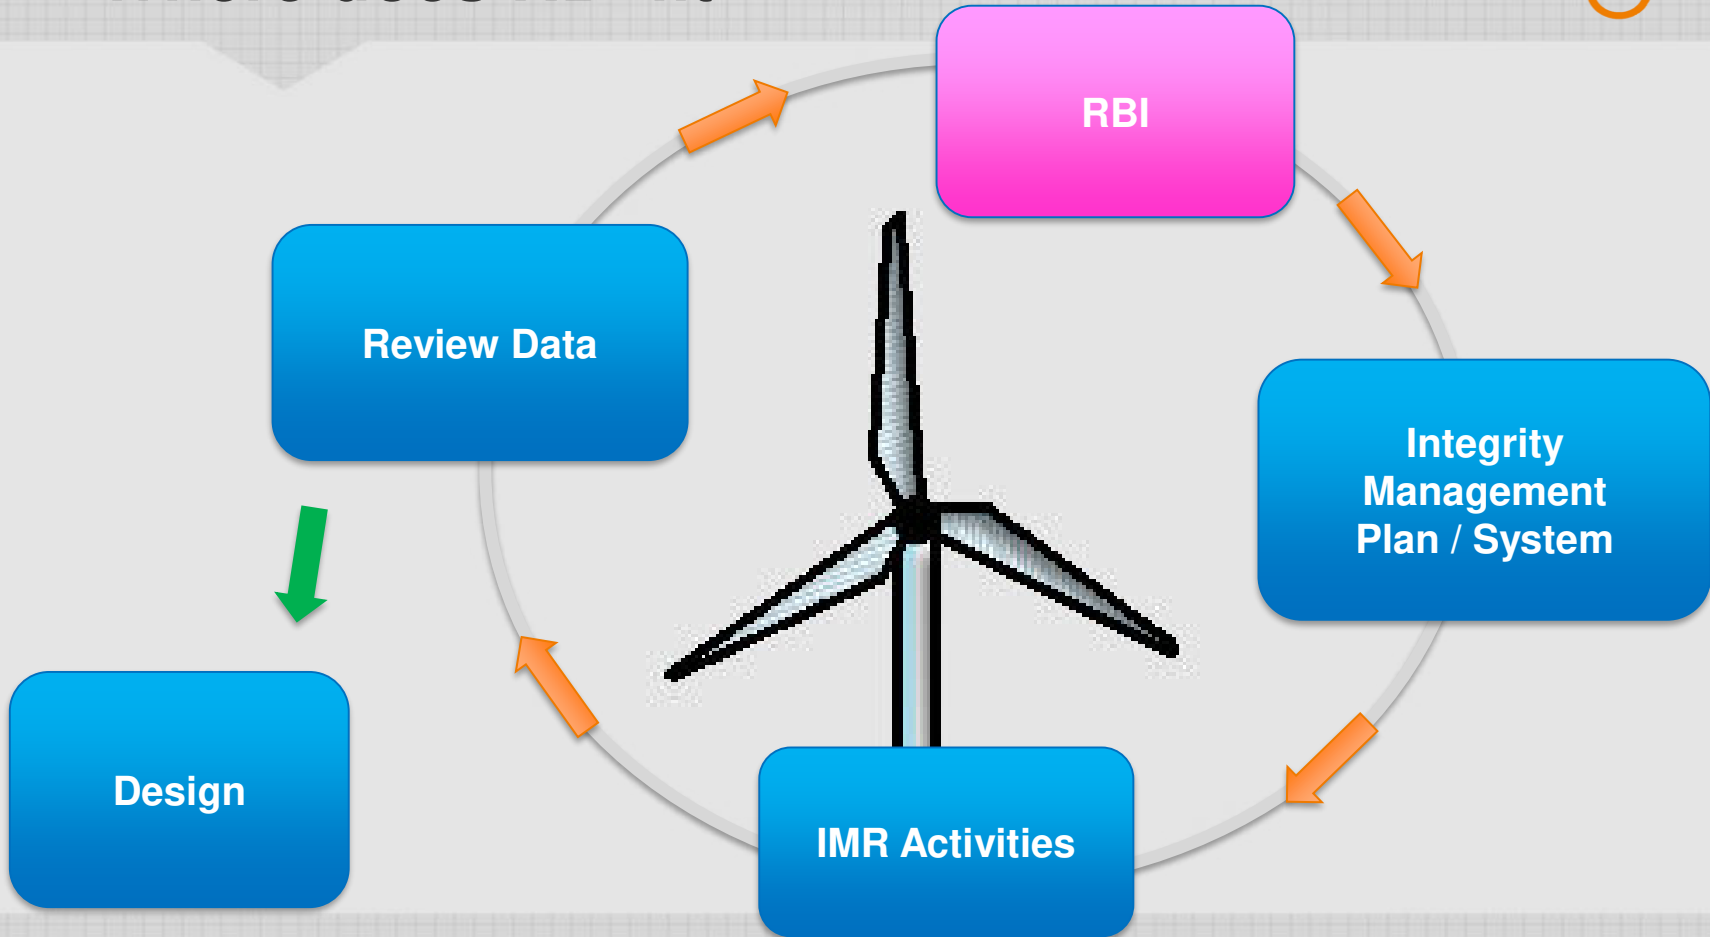 RBI
Review Data
Integrity
Management
Plan / System
Design
IMR Activities